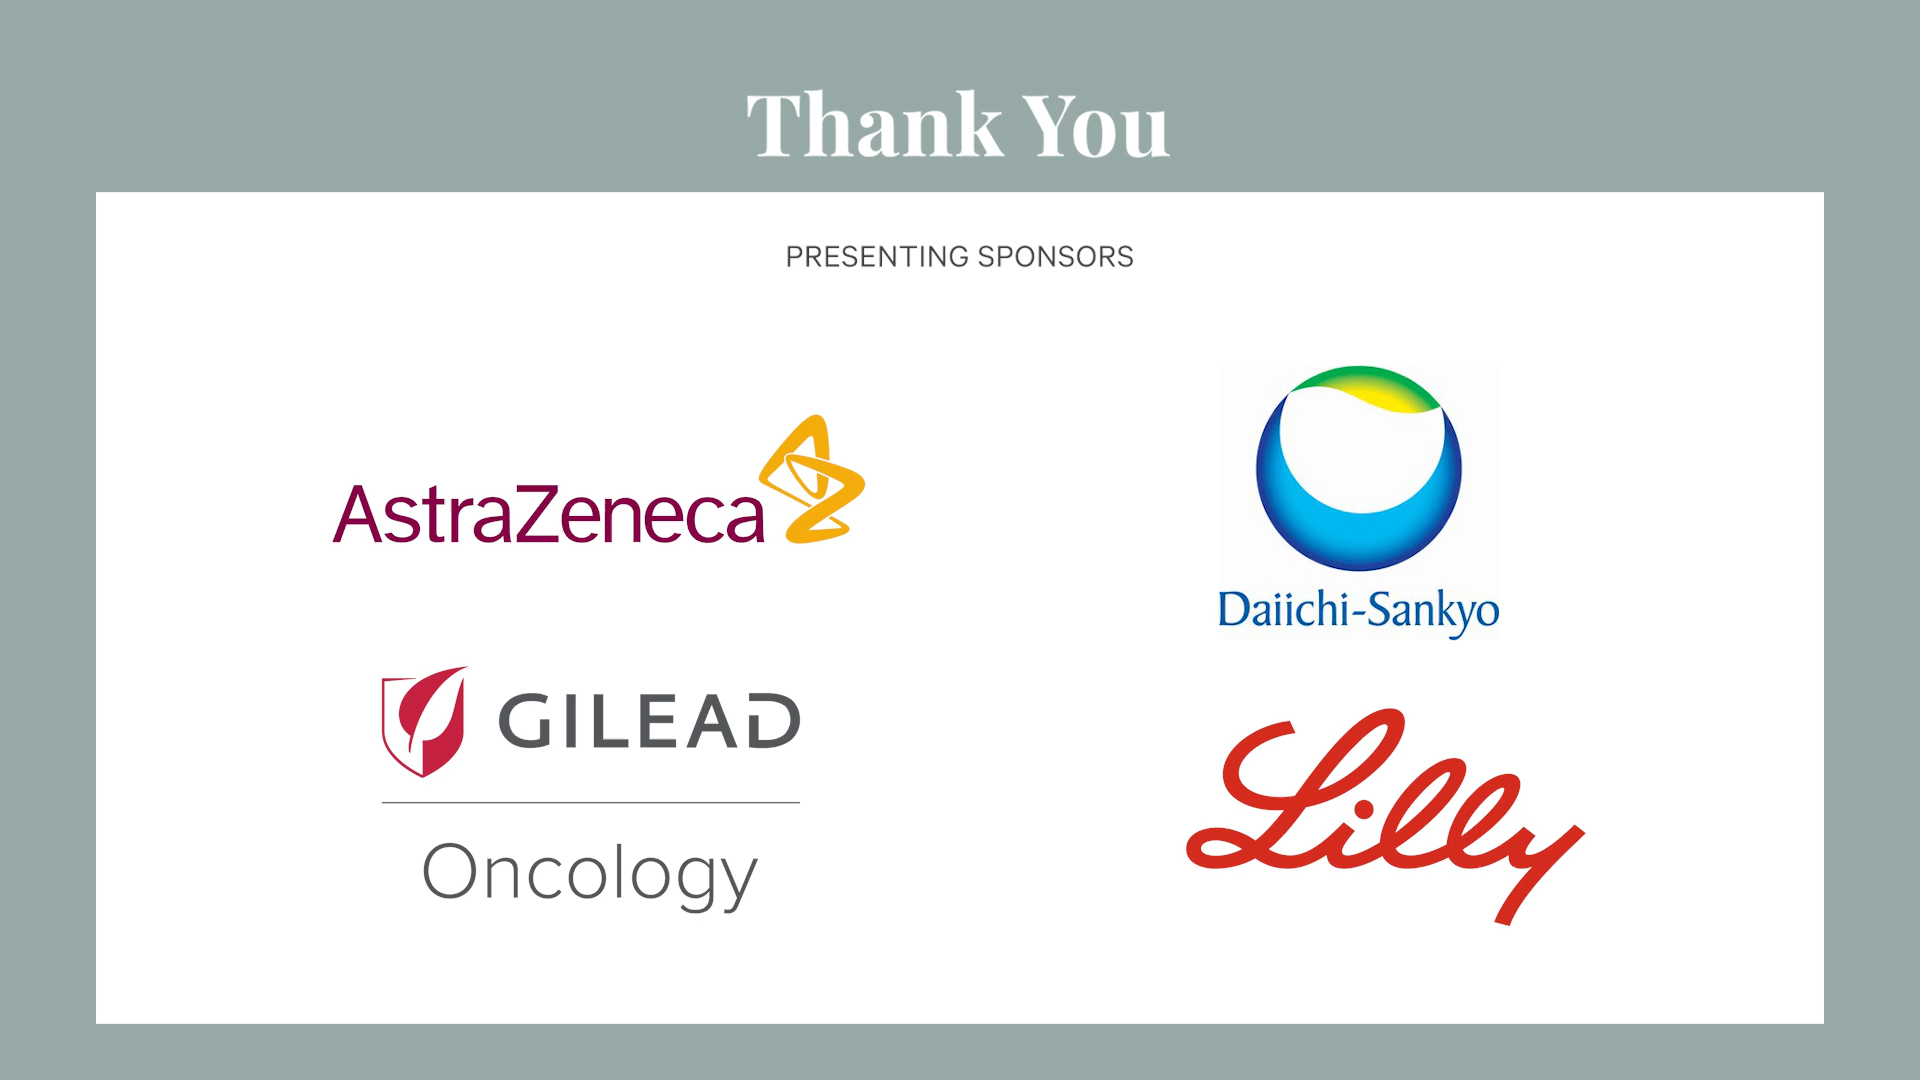 Thank You
PRESENTING SPONSORS
AstraZeneca
Daiichi-Sankyo
GILEAD
Oncology
Lilly